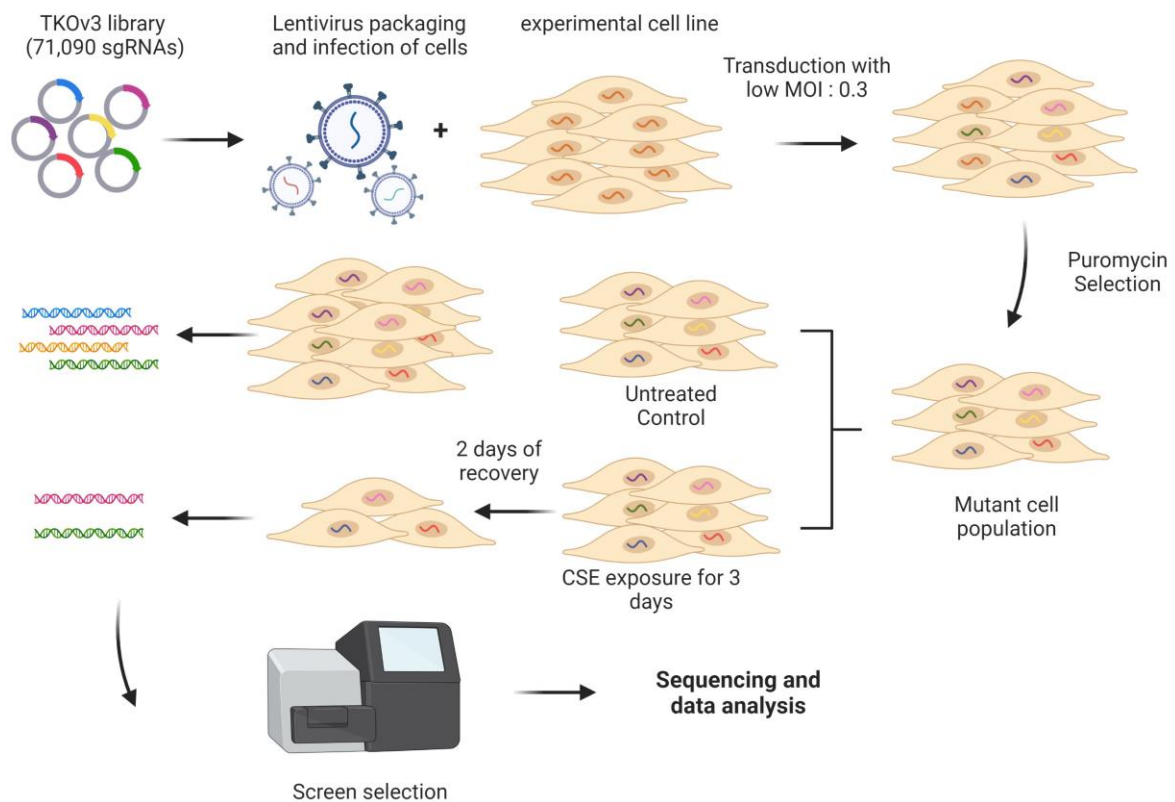 TKOv3 library
(71,090 sgRNAs)
Lentivirus packaging
and infection of cells
+
experimental cell line
Transduction with
low MOI : 0.3
Puromycin
Selection
Untreated
Control
2 days of
recovery
Mutant cell
population
CSE exposure for 3
days
Sequencing and
data analysis
Screen selection